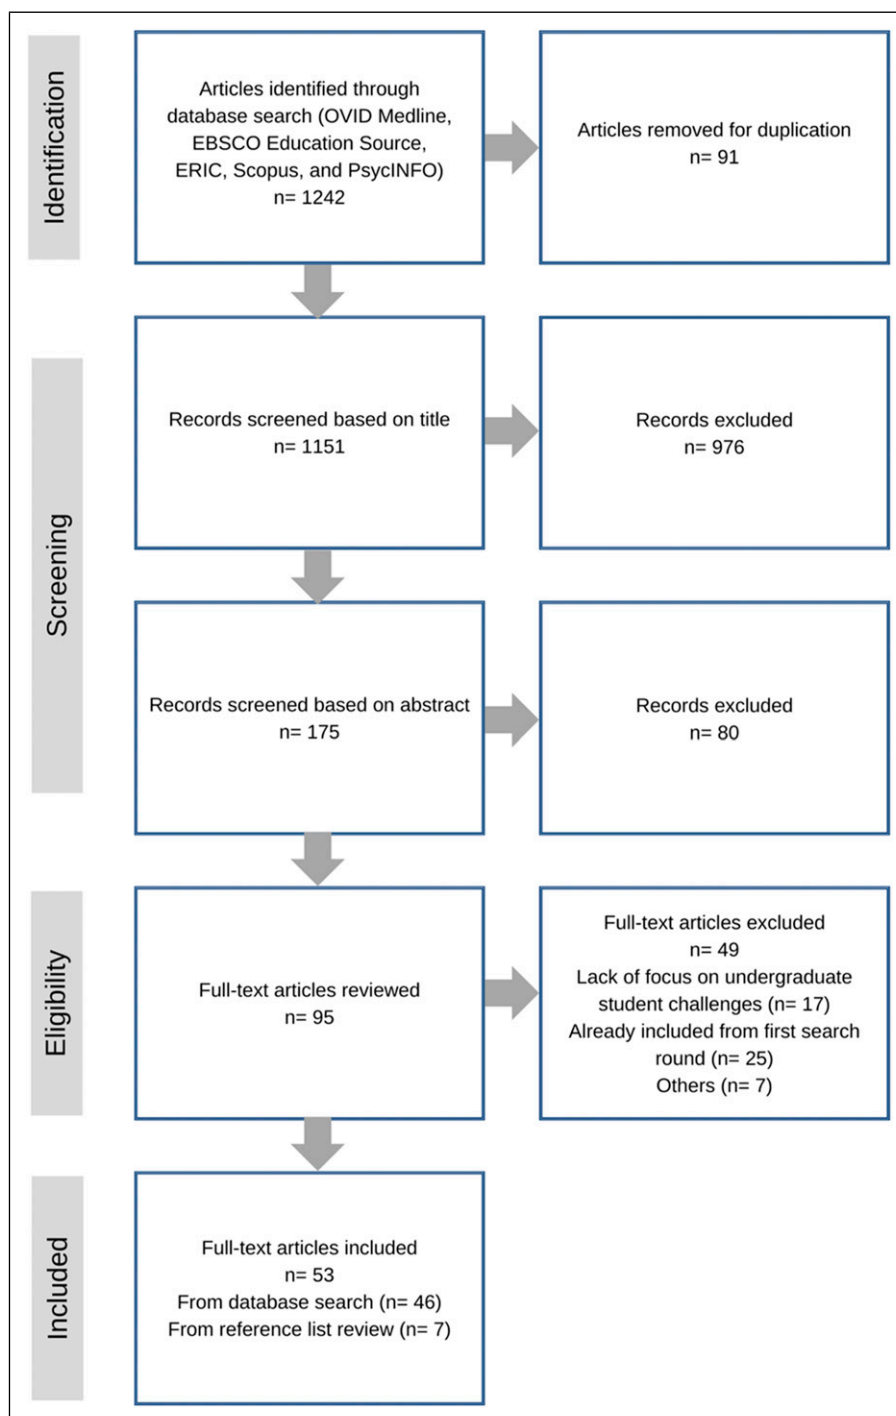 Identification
Articles identified through
database search (OVID Medline,
EBSCO Education Source,
ERIC, Scopus, and PsycINFO)
n= 1242
Articles removed for duplication
n= 91
Screening
Records screened based on title
n= 1151
Records excluded
n= 976
Records screened based on abstract
n= 175
Records excluded
n= 80
Eligibility
Full-text articles reviewed
n= 95
Full-text articles excluded
n= 49
Lack of focus on undergraduate
student challenges (n= 17)
Already included from first search
round (n= 25)
Others (n= 7)
Included
Full-text articles included
n= 53
From database search (n= 46)
From reference list review (n= 7)